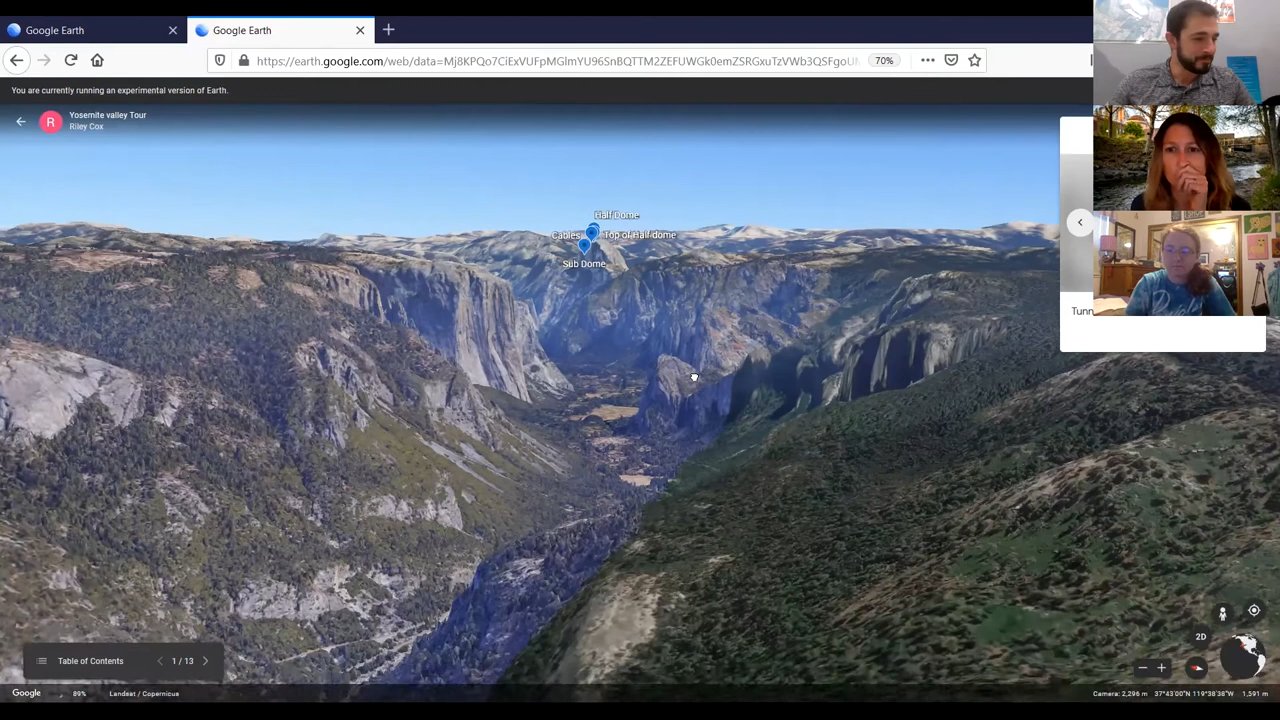 Google Earth
Google Earth
https://earth.google.com/web/data=Mj8KPQo7CiExVUFpMGlmYU96SnBQTTM2ZEFUWGk0emZSRGxuTzVWb3QSFgoU
70%
You are currently running an experimental version of Earth.
R
Yosemite valley Tour
Riley Cox
Half Dome
Cables
Top of Half dome
Sub Dome
Tunn
Table of Contents
1 / 13
2D
Google
89%
Landsat / Copernicus
Camera: 2,296 m
37°43'00"N 119°38'38"W
1,591 m